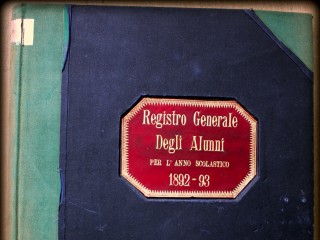 Registro Generale
Degli Alunni
PER L' ANNO SCOLASTICO
1892-93